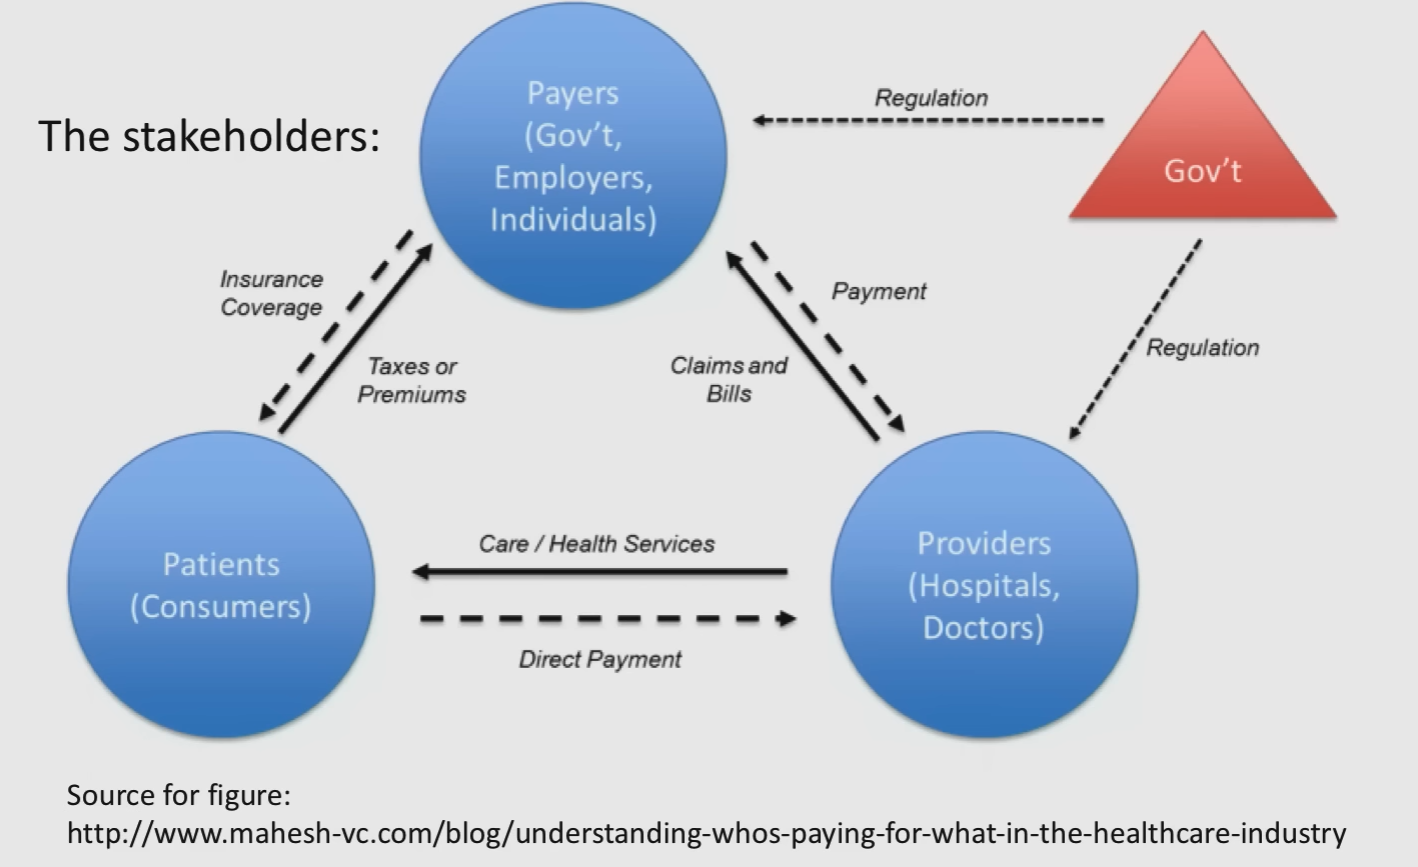 The stakeholders:
Payers
(Gov’t,
Employers,
Individuals)
Regulation
Gov’t
Insurance
Coverage
Taxes or
Premiums
Payment
Claims and
Bills
Regulation
Patients
(Consumers)
Care / Health Services
Direct Payment
Providers
(Hospitals,
Doctors)
Source for figure:
http://www.mahesh-vc.com/blog/understanding-whos-paying-for-what-in-the-healthcare-industry